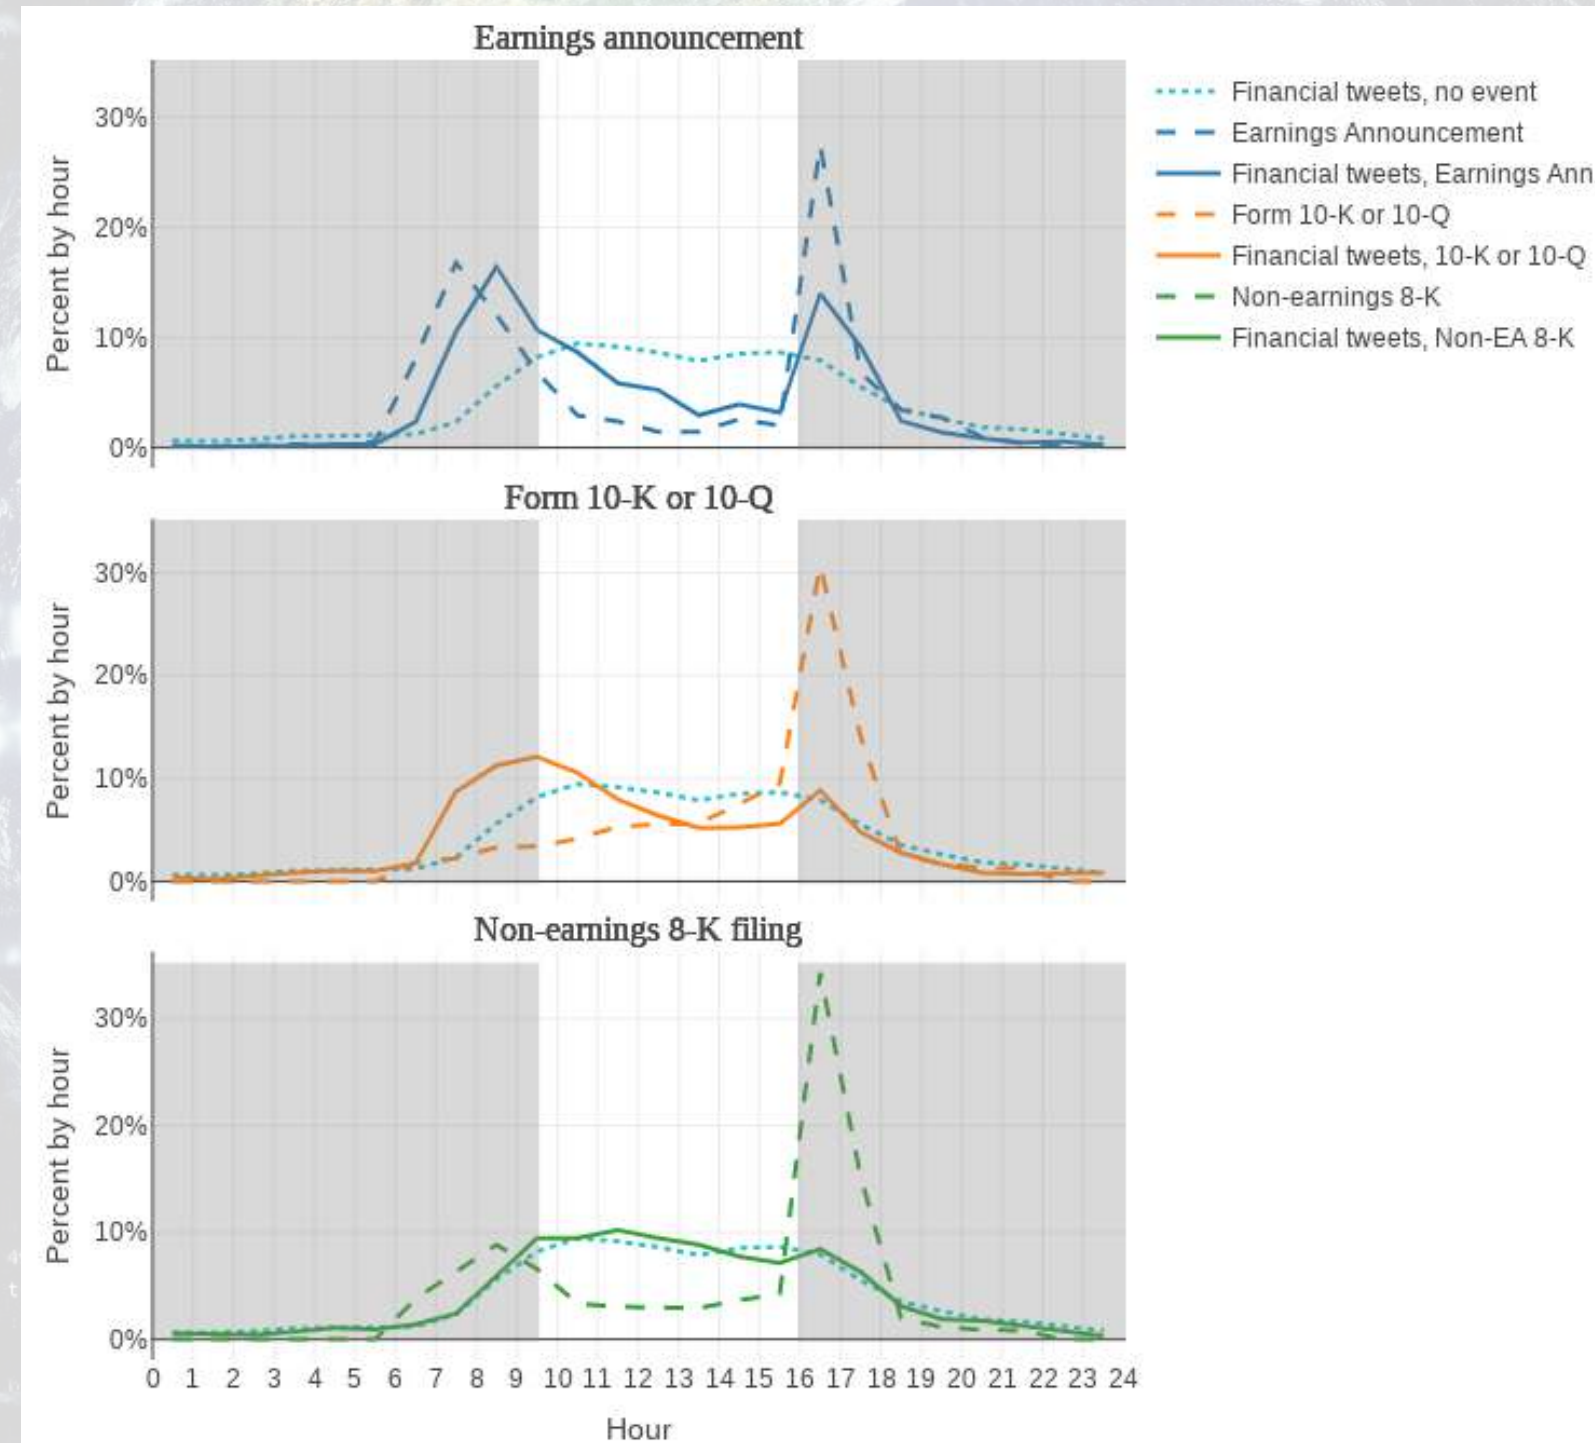 Earnings announcement
30%
20%
10%
0%
Percent by hour
Financial tweets, no event
Earnings Announcement
Financial tweets, Earnings Ann
Form 10-K or 10-Q
Financial tweets, 10-K or 10-Q
Non-earnings 8-K
Financial tweets, Non-EA 8-K
Form 10-K or 10-Q
30%
20%
10%
0%
Percent by hour
Non-earnings 8-K filing
30%
20%
10%
0%
Percent by hour
0 1 2 3 4 5 6 7 8 9 10 11 12 13 14 15 16 17 18 19 20 21 22 23 24
Hour